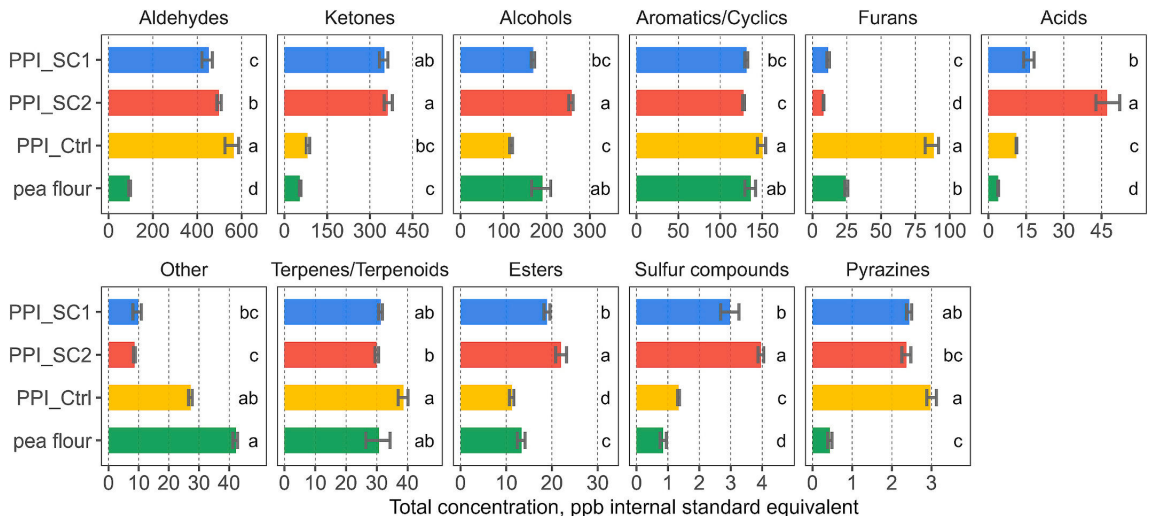 Aldehydes Ketones Alcohols Aromatics/Cyclics Furans Acids
PPI_SC1 c ab bc bc c b
PPI_SC2 b a a c d a
PPI_Ctrl a bc c a a c
pea flour d c ab ab b d
0 200 400 600 0 150 300 450 0 100 200 300 0 50 100 150 0 25 50 75 100 0 15 30 45
Other Terpenes/Terpenoids Esters Sulfur compounds Pyrazines
PPI_SC1 bc ab b b ab
PPI_SC2 c b a a bc
PPI_Ctrl ab a d c a
pea flour a ab c d c
0 10 20 30 40 0 10 20 30 40 0 10 20 30 0 1 2 3 4 0 1 2 3
Total concentration, ppb internal standard equivalent